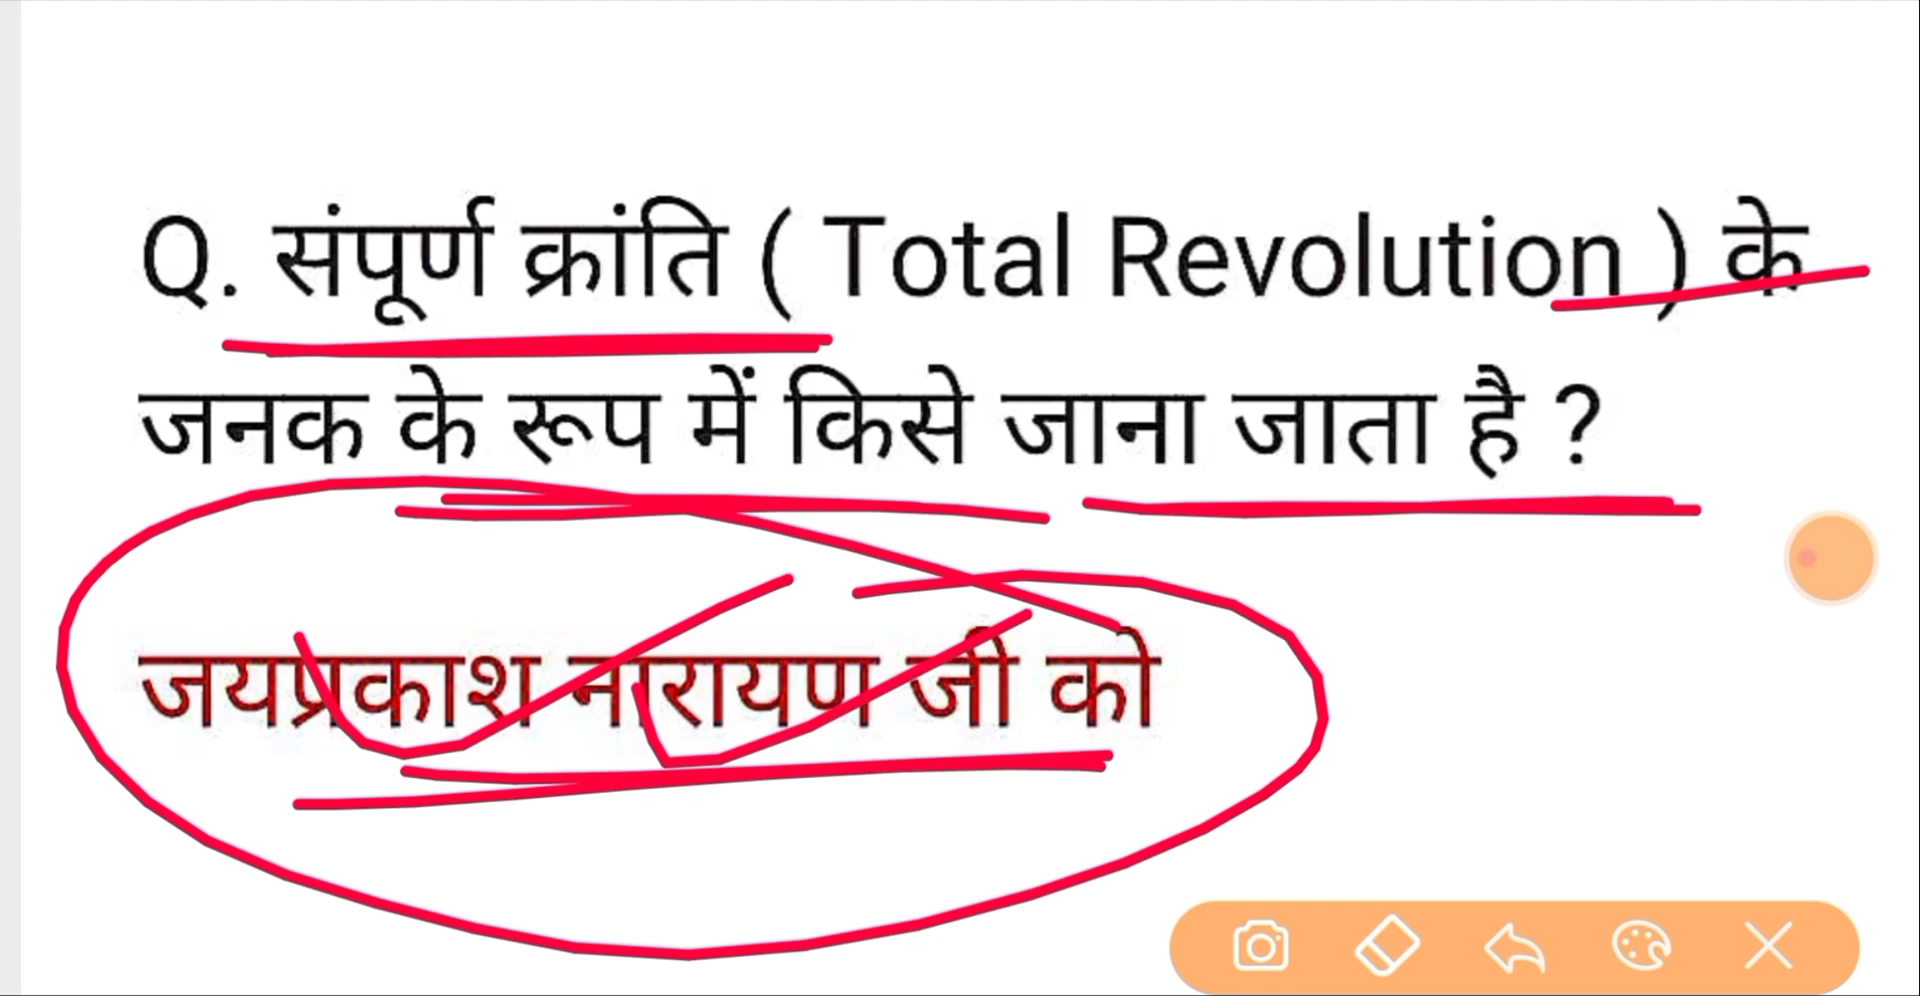 Q. संपूर्ण क्रांति ( Total Revolution ) के
जनक के रूप में किसे जाना जाता है ?
जयप्रकाश नारायण जी को